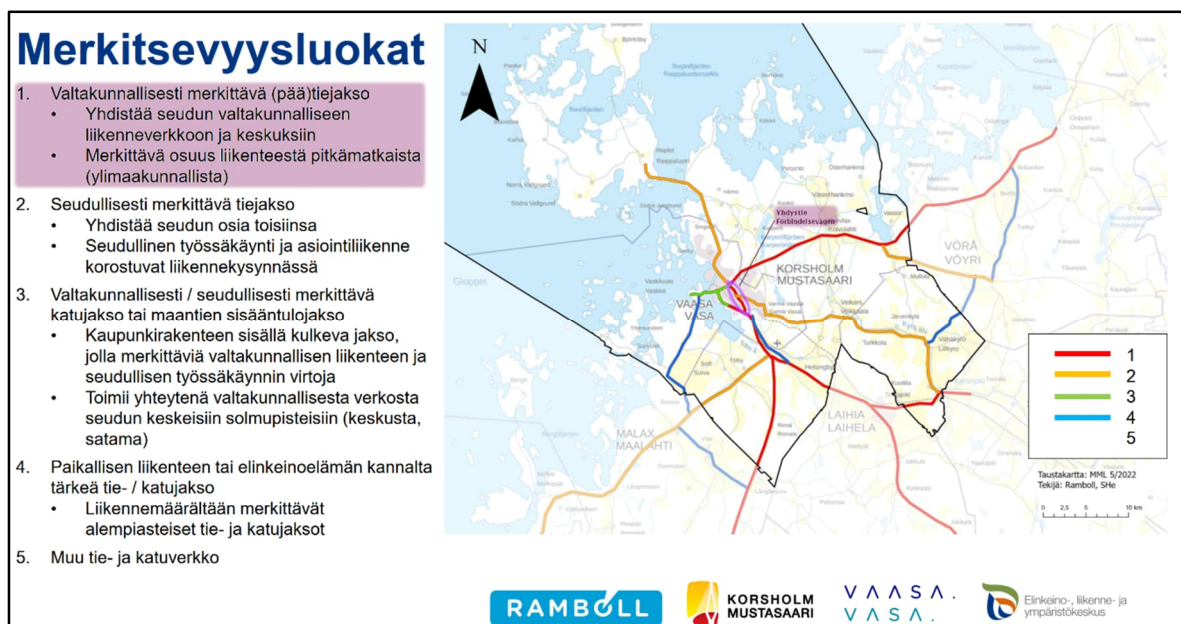 Merkitsevyysluokat
1. Valtakunnallisesti merkittävä (pää)tiejakso
• Yhdistää seudun valtakunnalliseen
liikenneverkkoon ja keskuksiin
• Merkittävä osuus liikenteestä pitkämatkaista
(ylimaakunnallista)
2. Seudullisesti merkittävä tiejakso
• Yhdistää seudun osia toisiinsa
• Seudullinen työssäkäynti ja asiointiliikenne
korostuvat liikennekysynnässä
3. Valtakunnallisesti / seudullisesti merkittävä
katujakso tai maantien sisääntulojakso
• Kaupunkirakenteen sisällä kulkeva jakso,
jolla merkittäviä valtakunnallisen liikenteen ja
seudullisen työssäkäynnin virtoja
• Toimii yhteytenä valtakunnallisesta verkosta
seudun keskeisiin solmupisteisiin (keskusta,
satama)
4. Paikallisen liikenteen tai elinkeinoelämän kannalta
tärkeä tie- / katujakso
• Liikennemäärältään merkittävät
alempiasteiset tie- ja katujaksot
5. Muu tie- ja katuverkko
N
Yhdystie
Förbindelsevägen
VÖRÅ
VÖYRI
KORSHOLM
MUSTASAARI
VAASA
VASA
LAIHIA
LAIHELA
MALAX
MAALAHTI
Helsingby
Torkkola
1
2
3
4
5
Taustakartta: MML 5/2022
Tekijä: Ramboll, SHe
0 2,5 5 10 km
RAMBOLL
KORSHOLM
MUSTASAARI
VAASA.
VASA.
Elinkeino-, liikenne- ja
ympäristökeskus